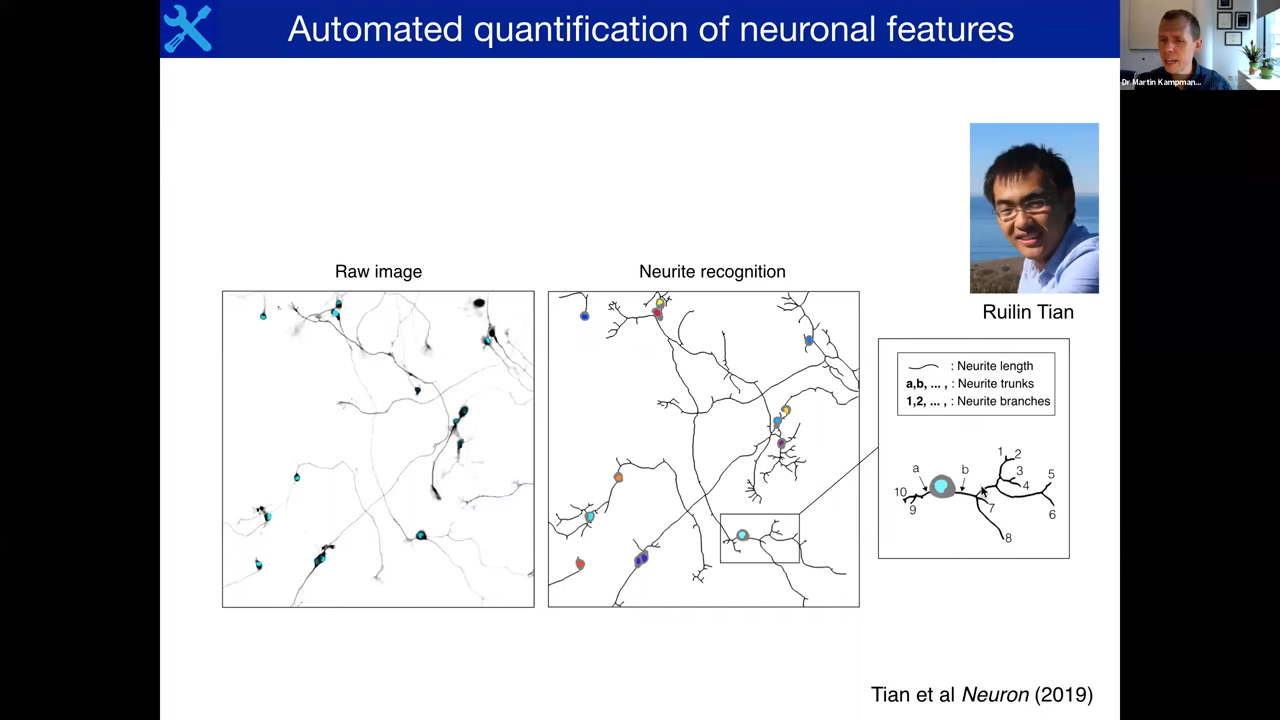 Automated quantification of neuronal features
Dr Martin Kampman...
Ruilin Tian
Raw image
Neurite recognition
: Neurite length
a,b, ... , : Neurite trunks
1,2, ... , : Neurite branches
a
b
1
2
3
4
5
6
7
8
9
10
Tian et al Neuron (2019)